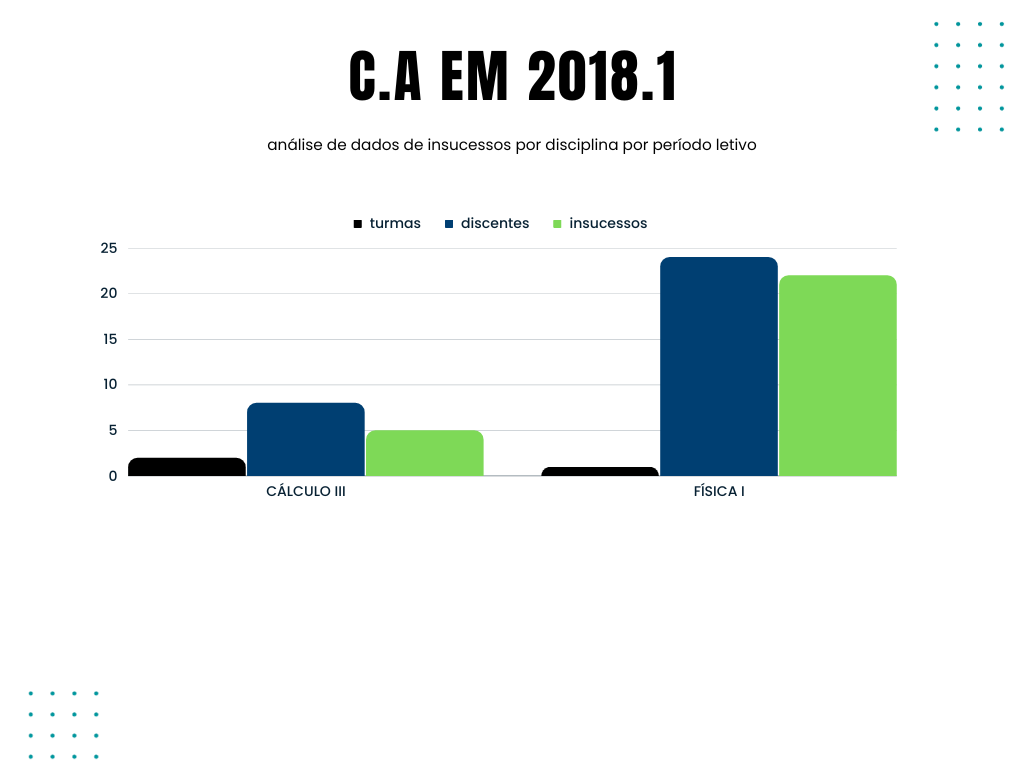 C.A EM 2018.1
análise de dados de insucessos por disciplina por período letivo
turmas discentes insucessos
25
20
15
10
5
0
CÁLCULO III FÍSICA I